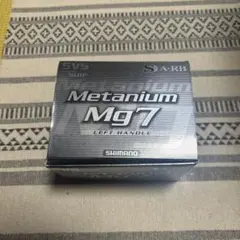 SVS
S A-RB
Metanium
Mg7
LEFT HANDLE
SHIMANO